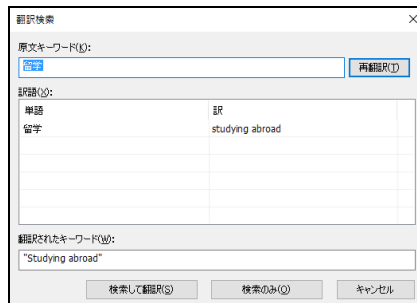 翻訳検索
原文キーワード(K):
留学
再翻訳(T)
訳語(X):
単語 訳
留学 studying abroad
翻訳されたキーワード(W):
"Studying abroad"
検索して翻訳(S) 検索のみ(O) キャンセル